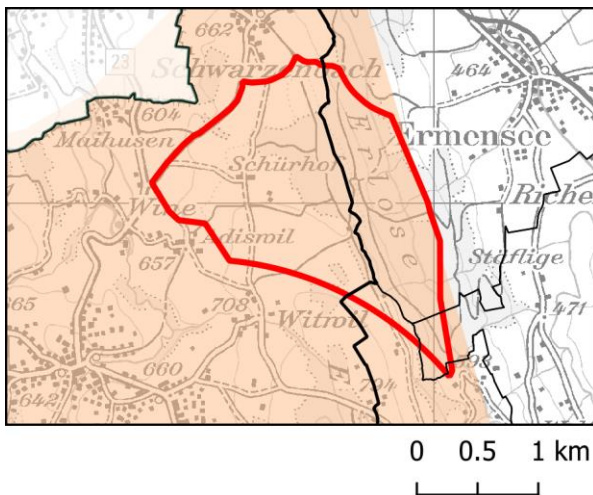 662
23
Schwarzenbach
464
604
Ermensee
Maihusen
Erlose
Schürhof
Riche
Wine
Adiswil
657
Stäflige
665
708
471
Witwil
660
704
642
0 0.5 1 km